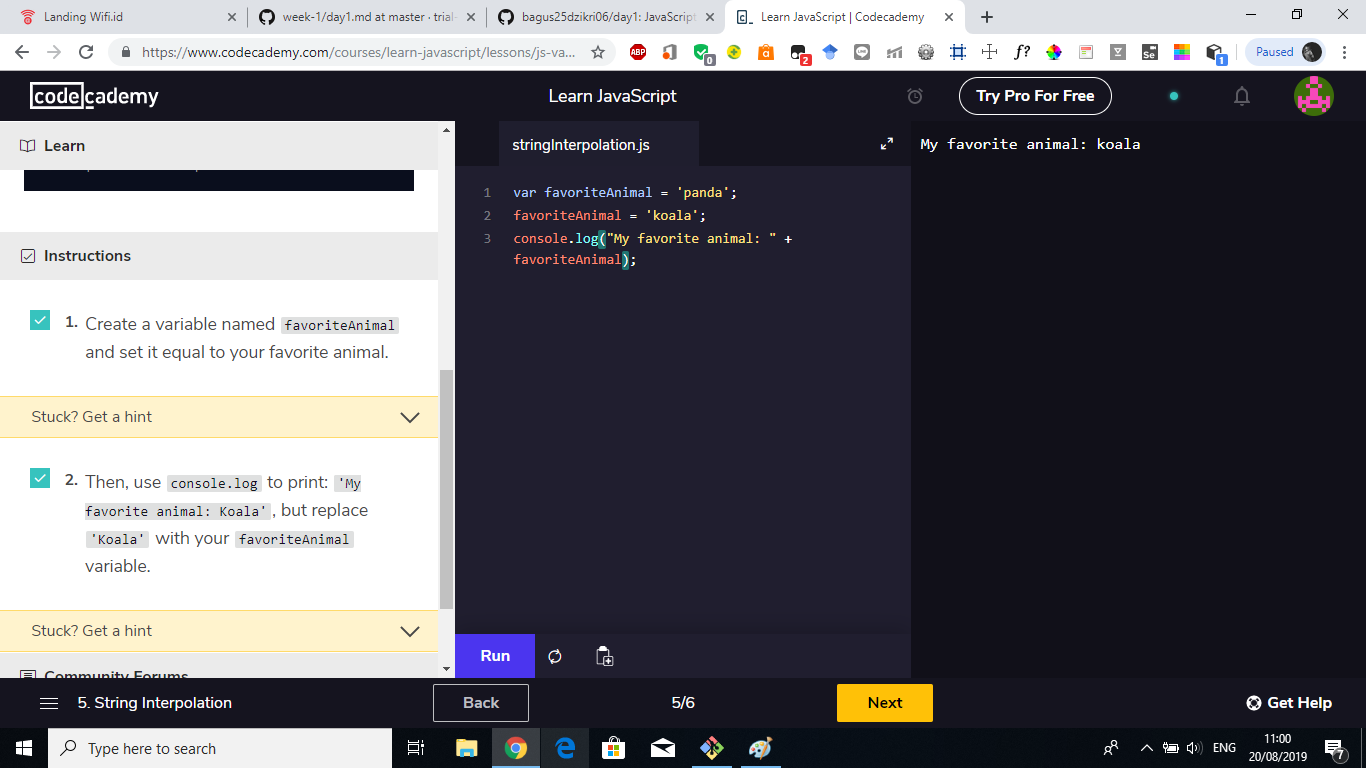 Landing Wifi.id
week-1/day1.md at master · trial-
bagus25dzikri06/day1: JavaScript
Learn JavaScript | Codecademy
https://www.codecademy.com/courses/learn-javascript/lessons/js-va...
ABP
0
2
f?
Se
1
Paused
codecademy
Learn JavaScript
Try Pro For Free
Learn
Instructions
1. Create a variable named favoriteAnimal
and set it equal to your favorite animal.
Stuck? Get a hint
2. Then, use console.log to print: 'My
favorite animal: Koala', but replace
'Koala' with your favoriteAnimal
variable.
Stuck? Get a hint
Community Forums
stringInterpolation.js
1 var favoriteAnimal = 'panda';
2 favoriteAnimal = 'koala';
3 console.log("My favorite animal: " +
favoriteAnimal);
Run
My favorite animal: koala
5. String Interpolation
Back
5/6
Next
Get Help
Type here to search
ENG
11:00
20/08/2019
7